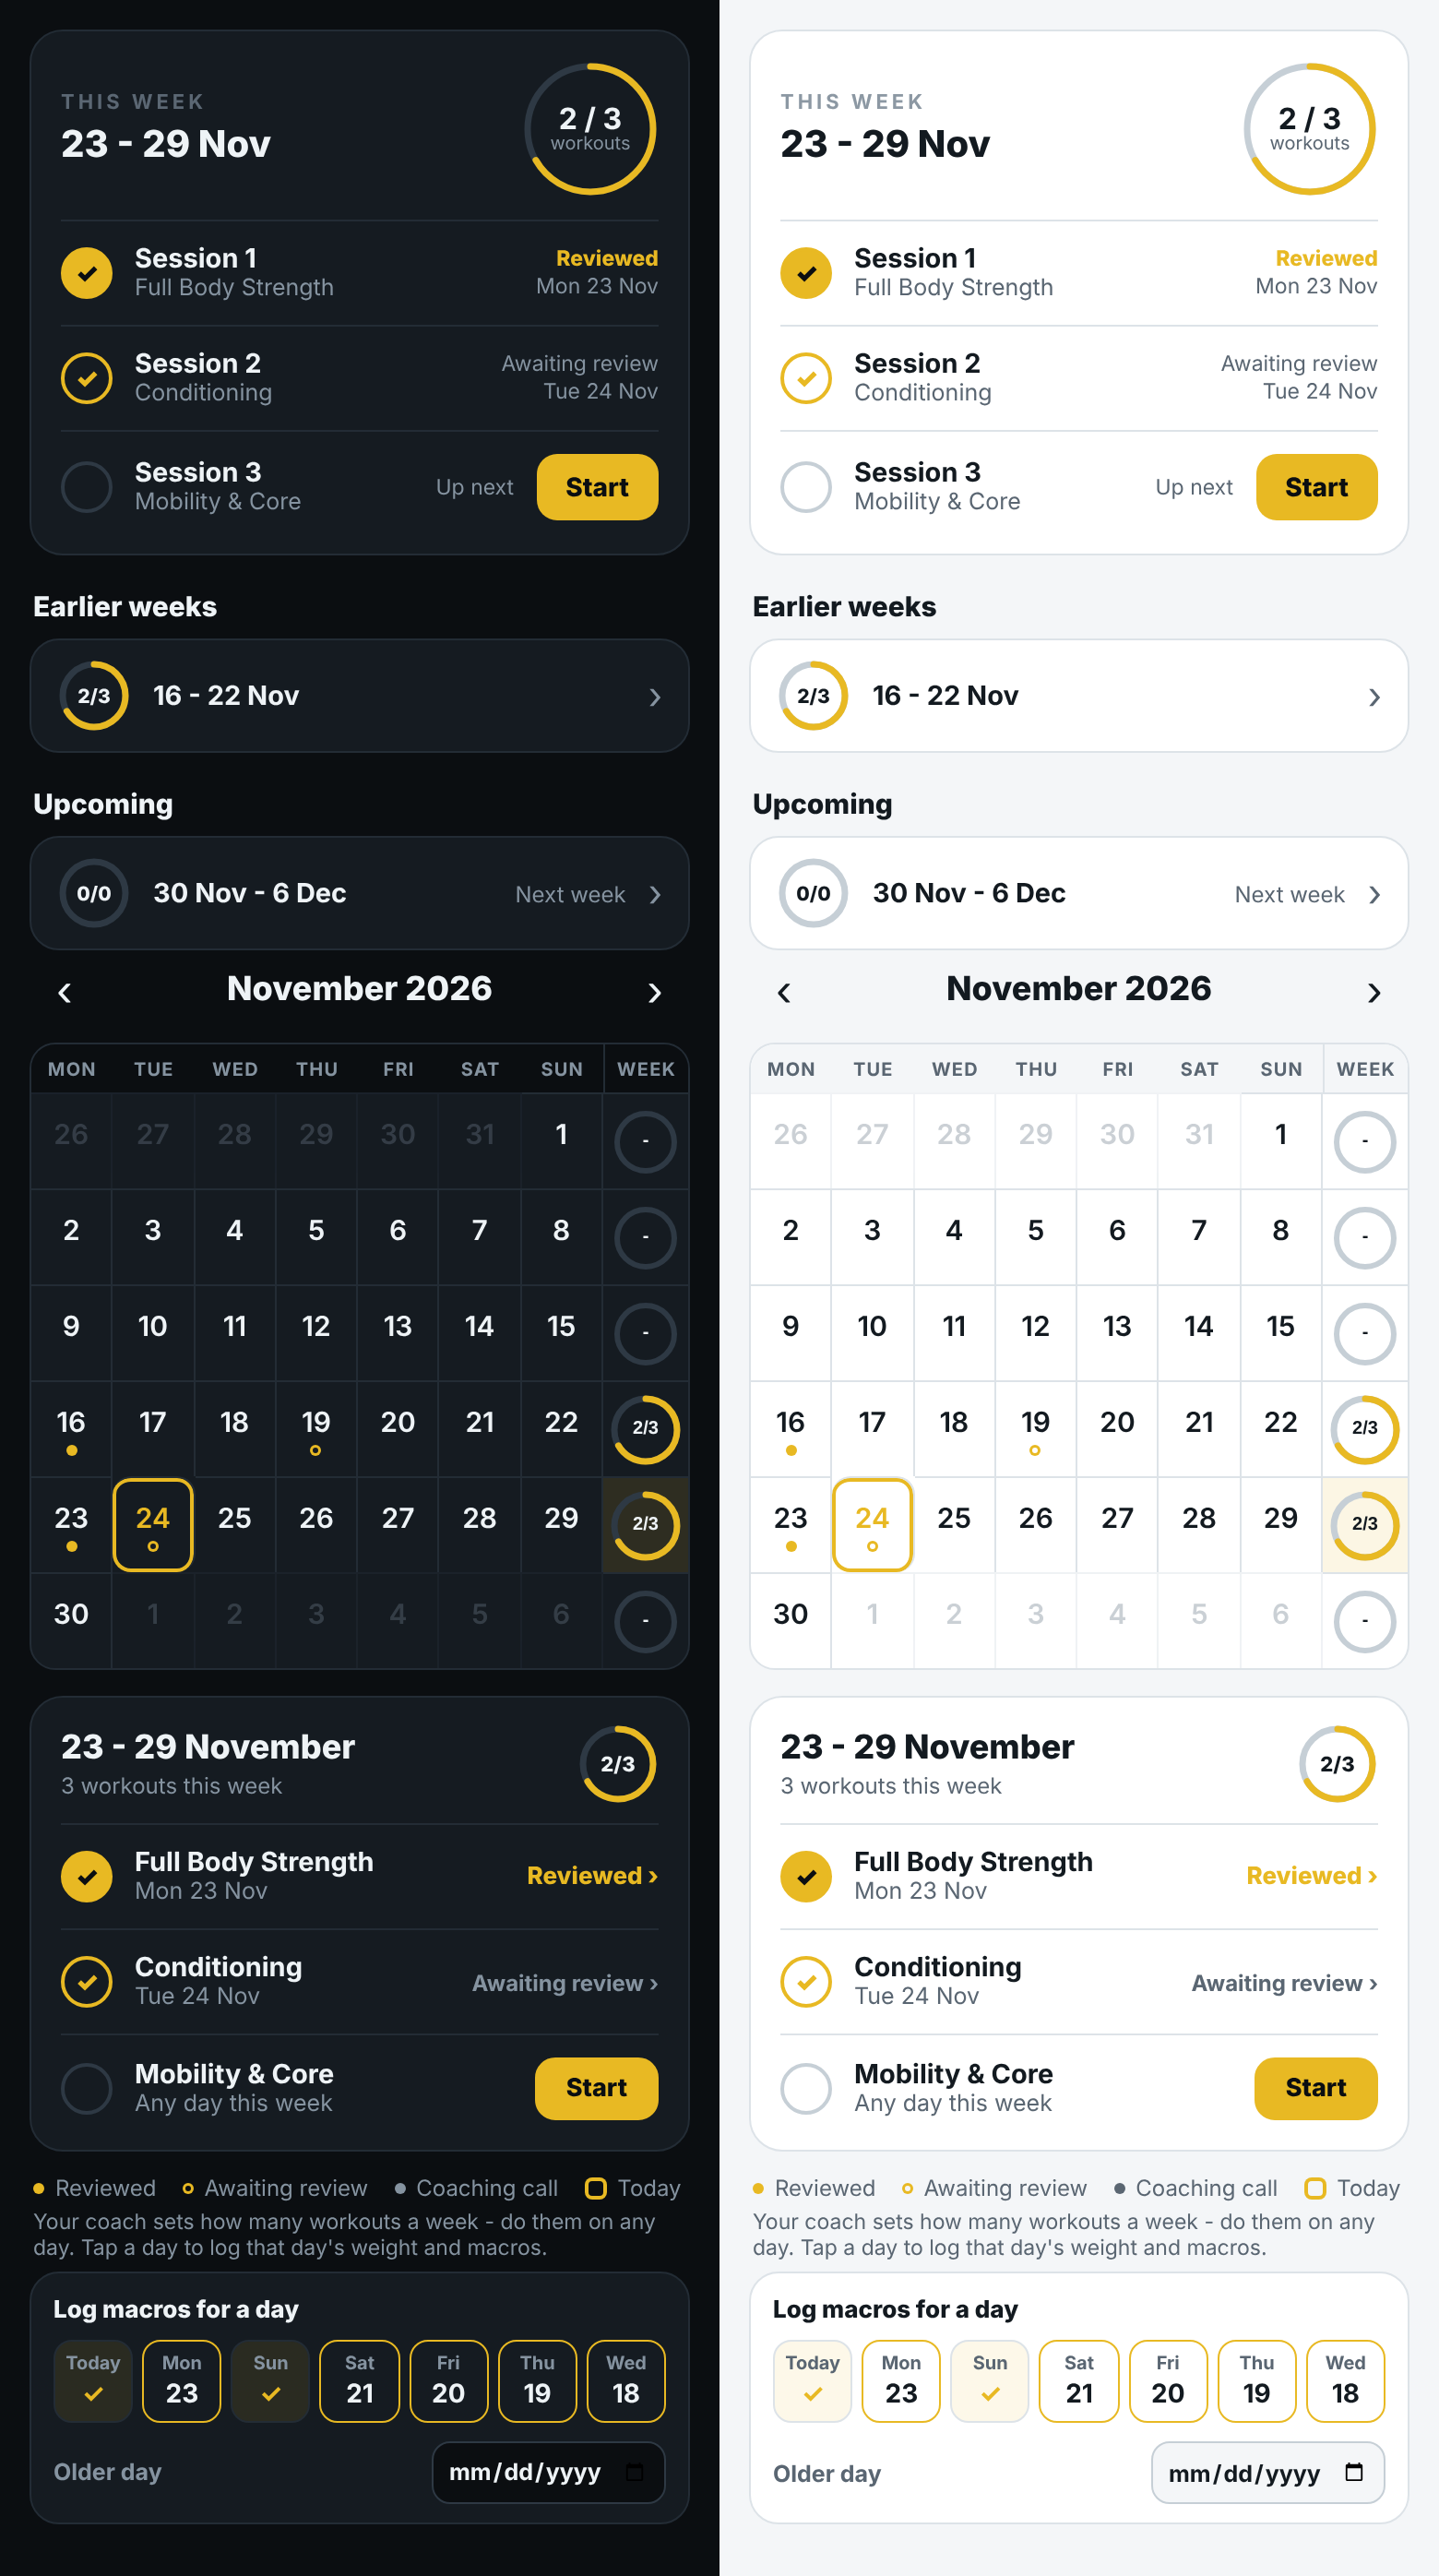 THIS WEEK
23 - 29 Nov
2 / 3
workouts
Session 1
Full Body Strength
Reviewed
Mon 23 Nov
Session 2
Conditioning
Awaiting review
Tue 24 Nov
Session 3
Mobility & Core
Up next
Start
Earlier weeks
2/3
16 - 22 Nov
Upcoming
0/0
30 Nov - 6 Dec
Next week
November 2026
MON TUE WED THU FRI SAT SUN WEEK
26 27 28 29 30 31 1 -
2 3 4 5 6 7 8 -
9 10 11 12 13 14 15 -
16 17 18 19 20 21 22 2/3
23 24 25 26 27 28 29 2/3
30 1 2 3 4 5 6 -
23 - 29 November
3 workouts this week
2/3
Full Body Strength
Mon 23 Nov
Reviewed ›
Conditioning
Tue 24 Nov
Awaiting review ›
Mobility & Core
Any day this week
Start
Reviewed Awaiting review Coaching call Today
Your coach sets how many workouts a week - do them on any
day. Tap a day to log that day's weight and macros.
Log macros for a day
Today Mon Sun Sat Fri Thu Wed
23 21 20 19 18
Older day
mm/dd/yyyy
THIS WEEK
23 - 29 Nov
2 / 3
workouts
Session 1
Full Body Strength
Reviewed
Mon 23 Nov
Session 2
Conditioning
Awaiting review
Tue 24 Nov
Session 3
Mobility & Core
Up next
Start
Earlier weeks
2/3
16 - 22 Nov
Upcoming
0/0
30 Nov - 6 Dec
Next week
November 2026
MON TUE WED THU FRI SAT SUN WEEK
26 27 28 29 30 31 1 -
2 3 4 5 6 7 8 -
9 10 11 12 13 14 15 -
16 17 18 19 20 21 22 2/3
23 24 25 26 27 28 29 2/3
30 1 2 3 4 5 6 -
23 - 29 November
3 workouts this week
2/3
Full Body Strength
Mon 23 Nov
Reviewed ›
Conditioning
Tue 24 Nov
Awaiting review ›
Mobility & Core
Any day this week
Start
Reviewed Awaiting review Coaching call Today
Your coach sets how many workouts a week - do them on any
day. Tap a day to log that day's weight and macros.
Log macros for a day
Today Mon Sun Sat Fri Thu Wed
23 21 20 19 18
Older day
mm/dd/yyyy